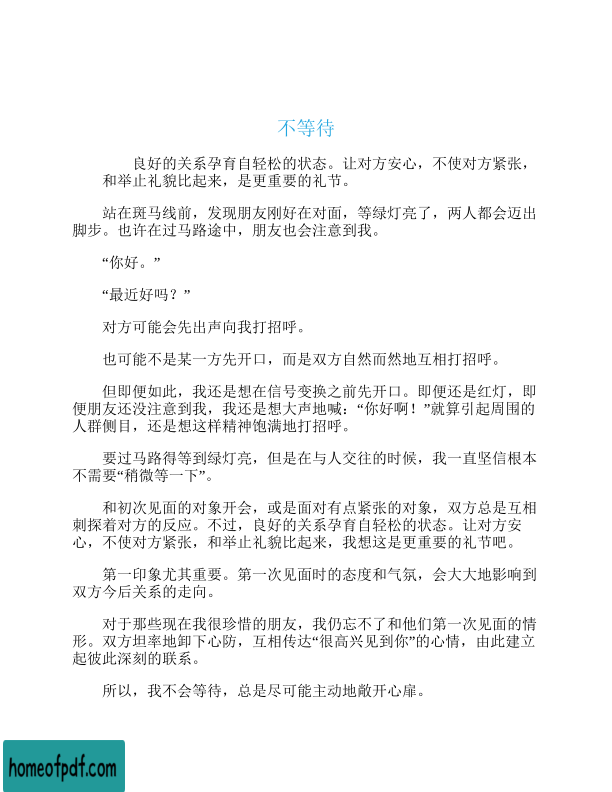 不等待
良好的关系孕育自轻松的状态。让对方安心，不使对方紧张，
和举止礼貌比起来，是更重要的礼节。
站在斑马线前，发现朋友刚好在对面，等绿灯亮了，两人都会迈出
脚步。也许在过马路途中，朋友也会注意到我。
“你好。”
“最近好吗？”
对方可能会先出声向我打招呼。
也可能不是某一方先开口，而是双方自然而然地互相打招呼。
但即便如此，我还是想在信号变换之前先开口。即便还是红灯，即
便朋友还没注意到我，我还是想大声地喊：“你好啊！”就算引起周围的
人群侧目，还是想这样精神饱满地打招呼。
要过马路得等到绿灯亮，但是在与人交往的时候，我一直坚信根本
不需要“稍微等一下”。
和初次见面的对象开会，或是面对有点紧张的对象，双方总是互相
刺探着对方的反应。不过，良好的关系孕育自轻松的状态。让对方安
心，不使对方紧张，和举止礼貌比起来，我想这是更重要的礼节吧。
第一印象尤其重要。第一次见面时的态度和气氛，会大大地影响到
双方今后关系的走向。
对于那些现在我很珍惜的朋友，我仍忘不了和他们第一次见面的情
形。双方坦率地卸下心防，互相传达“很高兴见到你”的心情，由此建立
起彼此深刻的联系。
所以，我不会等待，总是尽可能主动地敞开心扉。
homeofpdf.com